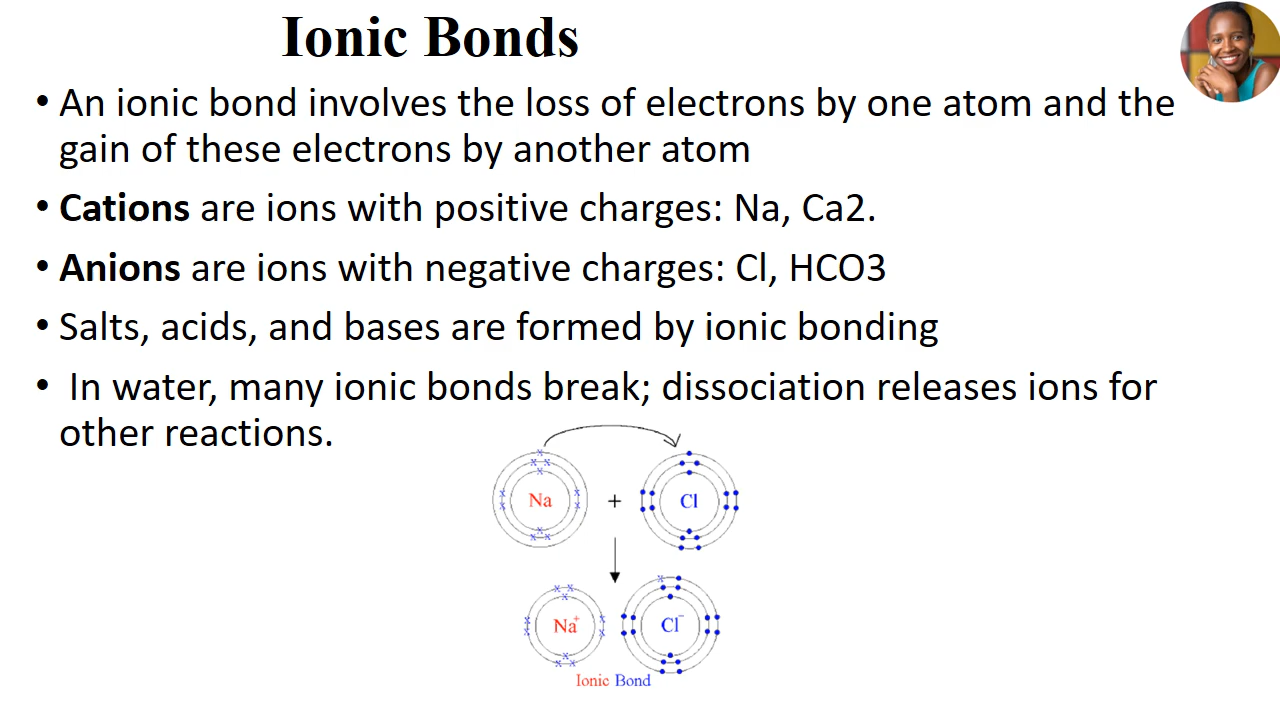 Ionic Bonds
• An ionic bond involves the loss of electrons by one atom and the
gain of these electrons by another atom
• Cations are ions with positive charges: Na, Ca2.
• Anions are ions with negative charges: Cl, HCO3
• Salts, acids, and bases are formed by ionic bonding
• In water, many ionic bonds break; dissociation releases ions for
other reactions.
Na + Cl
Na⁺ Cl⁻
Ionic Bond